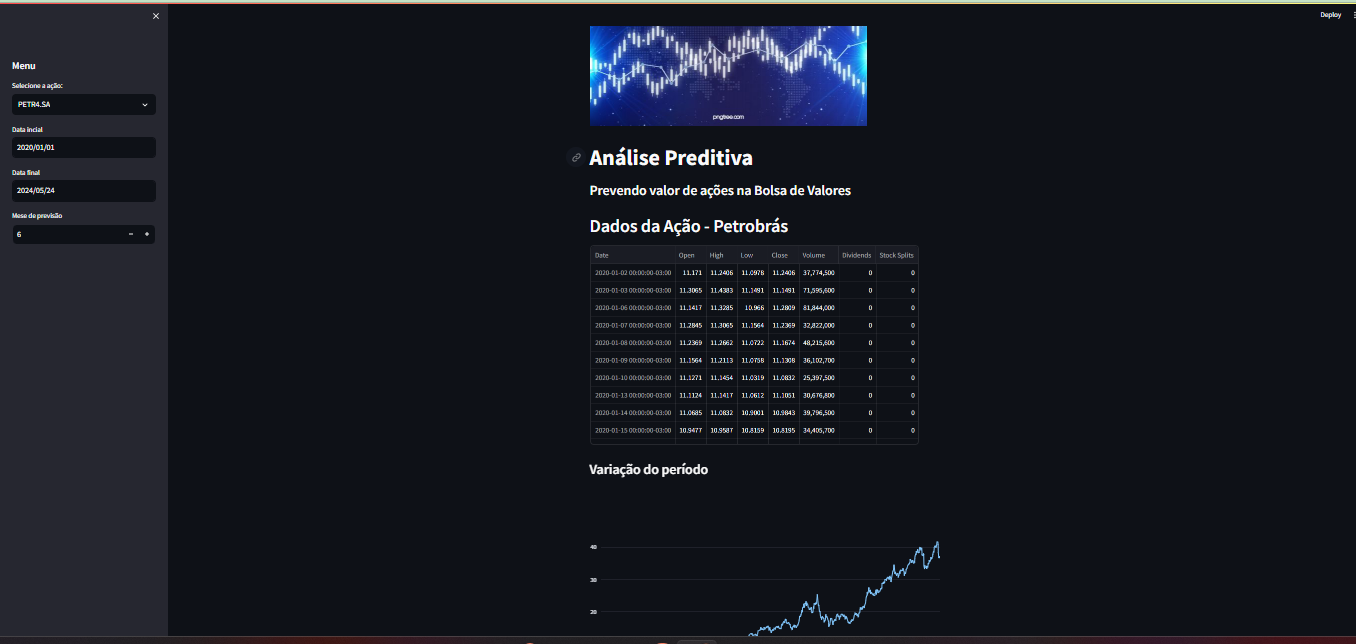 Deploy
Menu
Selecione a ação:
PETR4.SA
Data incial
2020/01/01
Data final
2024/05/24
Mese de previsão
6
pngtree.com
Análise Preditiva
Prevendo valor de ações na Bolsa de Valores
Dados da Ação - Petrobrás
Date Open High Low Close Volume Dividends Stock Splits
2020-01-02 00:00:00-03:00 11.171 11.2406 11.0978 11.2406 37,774,500 0 0
2020-01-03 00:00:00-03:00 11.3065 11.4383 11.1491 11.1491 71,595,600 0 0
2020-01-06 00:00:00-03:00 11.1417 11.3285 10.966 11.2809 81,844,000 0 0
2020-01-07 00:00:00-03:00 11.2845 11.3065 11.1564 11.2369 32,822,000 0 0
2020-01-08 00:00:00-03:00 11.2369 11.2662 11.0722 11.1674 48,215,600 0 0
2020-01-09 00:00:00-03:00 11.1564 11.2113 11.0758 11.1308 36,102,700 0 0
2020-01-10 00:00:00-03:00 11.1271 11.1454 11.0319 11.0832 25,397,500 0 0
2020-01-13 00:00:00-03:00 11.1124 11.1417 11.0612 11.1051 30,676,800 0 0
2020-01-14 00:00:00-03:00 11.0685 11.0832 10.9001 10.9843 39,796,500 0 0
2020-01-15 00:00:00-03:00 10.9477 10.9587 10.8159 10.8195 34,405,700 0 0
Variação do período
40
30
20